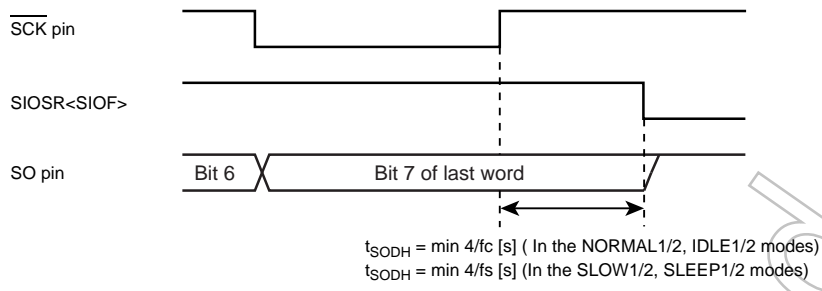 SCK pin
SIOSR<SIOF>
SO pin
Bit 6
Bit 7 of last word
tSODH = min 4/fc [s] ( In the NORMAL1/2, IDLE1/2 modes)
tSODH = min 4/fs [s] (In the SLOW1/2, SLEEP1/2 modes)